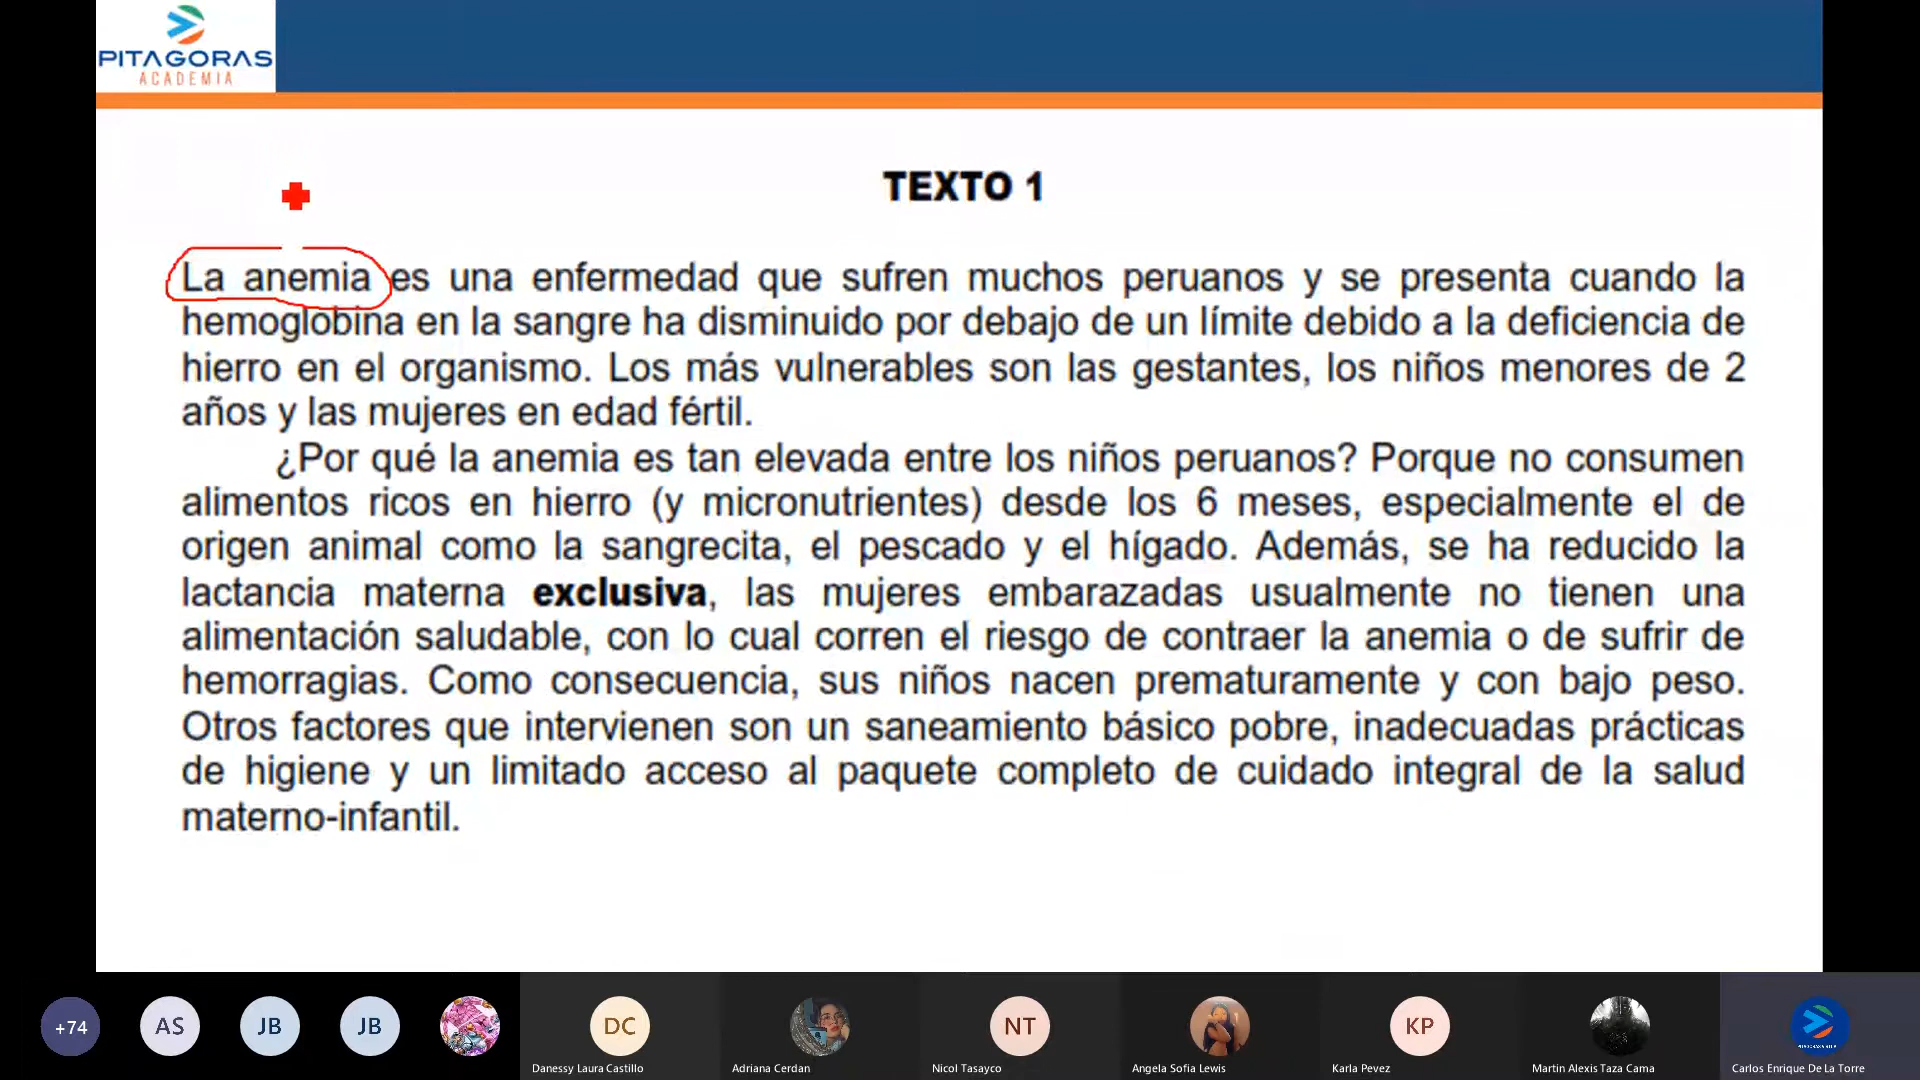 PITAGORAS
ACADEMIA
TEXTO 1
La anemia es una enfermedad que sufren muchos peruanos y se presenta cuando la
hemoglobina en la sangre ha disminuido por debajo de un límite debido a la deficiencia de
hierro en el organismo. Los más vulnerables son las gestantes, los niños menores de 2
años y las mujeres en edad fértil.
¿Por qué la anemia es tan elevada entre los niños peruanos? Porque no consumen
alimentos ricos en hierro (y micronutrientes) desde los 6 meses, especialmente el de
origen animal como la sangrecita, el pescado y el hígado. Además, se ha reducido la
lactancia materna exclusiva, las mujeres embarazadas usualmente no tienen una
alimentación saludable, con lo cual corren el riesgo de contraer la anemia o de sufrir de
hemorragias. Como consecuencia, sus niños nacen prematuramente y con bajo peso.
Otros factores que intervienen son un saneamiento básico pobre, inadecuadas prácticas
de higiene y un limitado acceso al paquete completo de cuidado integral de la salud
materno-infantil.
+74
AS
JB
JB
DC
NT
KP
Danessy Laura Castillo
Adriana Cerdan
Nicol Tasayco
Angela Sofia Lewis
Karla Pevez
Martin Alexis Taza Cama
Carlos Enrique De La Torre